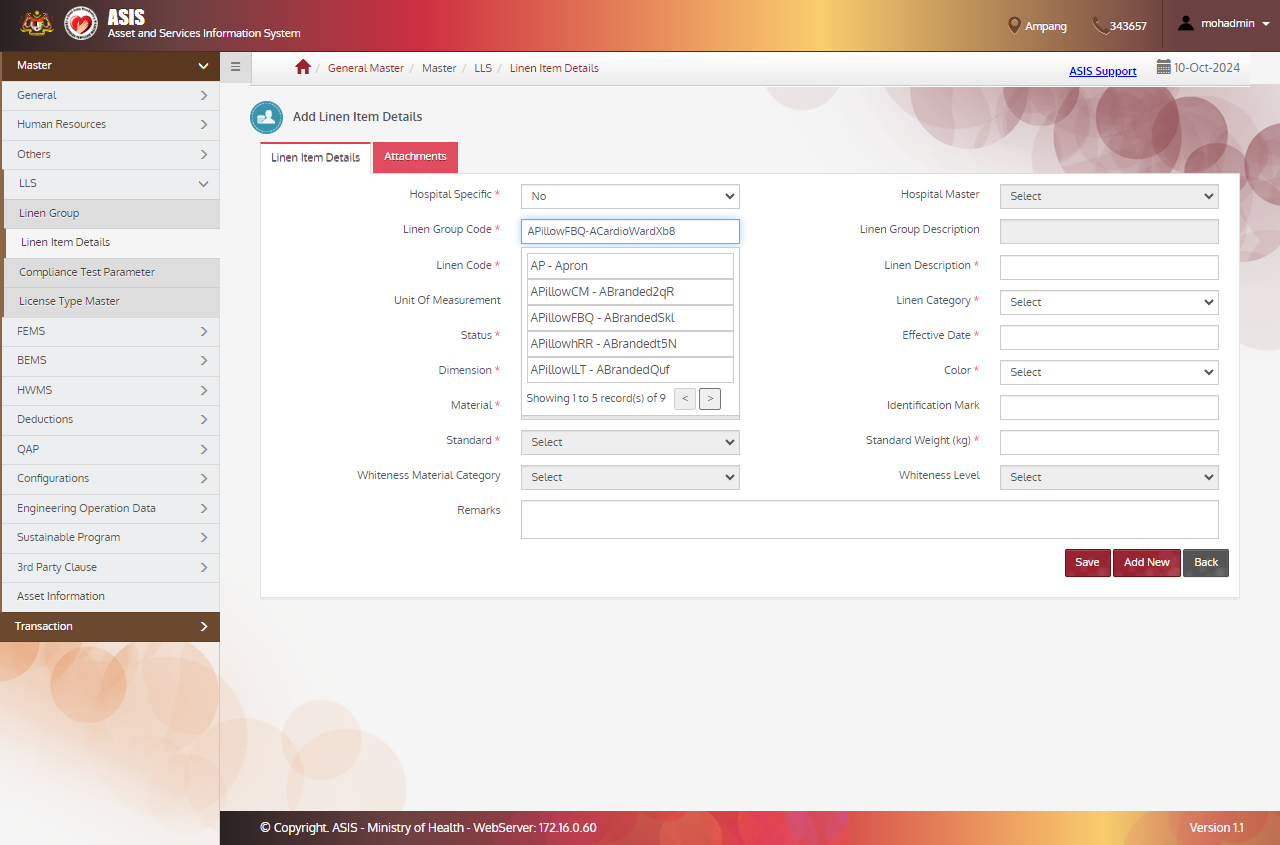 ASIS
Asset and Services Information System
Ampang
343657
mohadmin
Master
General
Human Resources
Others
LLS
Linen Group
Linen Item Details
Compliance Test Parameter
License Type Master
FEMS
BEMS
HWMS
Deductions
QAP
Configurations
Engineering Operation Data
Sustainable Program
3rd Party Clause
Asset Information
Transaction
General Master / Master / LLS / Linen Item Details
ASIS Support
10-Oct-2024
Add Linen Item Details
Linen Item Details
Attachments
Hospital Specific * No
Hospital Master Select
Linen Group Code * APillowFBQ-ACardioWardXb8
Linen Group Description
Linen Code *
AP - Apron
APillowCM - ABranded2qR
APillowFBQ - ABrandedSkl
APillowhRR - ABrandedt5N
APillowlLT - ABrandedQuf
Showing 1 to 5 record(s) of 9 < >
Linen Description *
Unit Of Measurement
Linen Category * Select
Status *
Effective Date *
Dimension *
Color * Select
Material *
Identification Mark
Standard * Select
Standard Weight (kg) *
Whiteness Material Category Select
Whiteness Level Select
Remarks
Save
Add New
Back
© Copyright. ASIS - Ministry of Health - WebServer: 172.16.0.60
Version 1.1